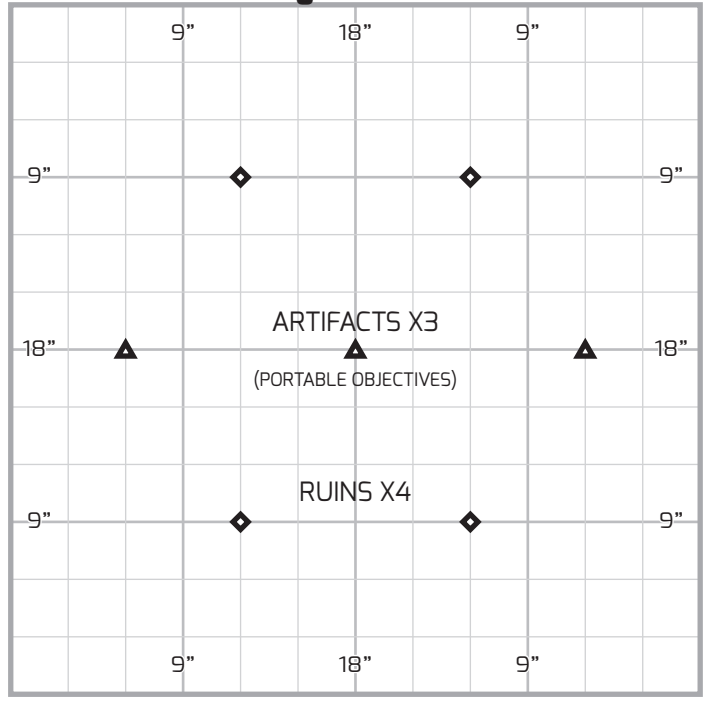 9” 18” 9”
9” 9”
ARTIFACTS X3
18” 18”
(PORTABLE OBJECTIVES)
RUINS X4
9” 9”
9” 18” 9”